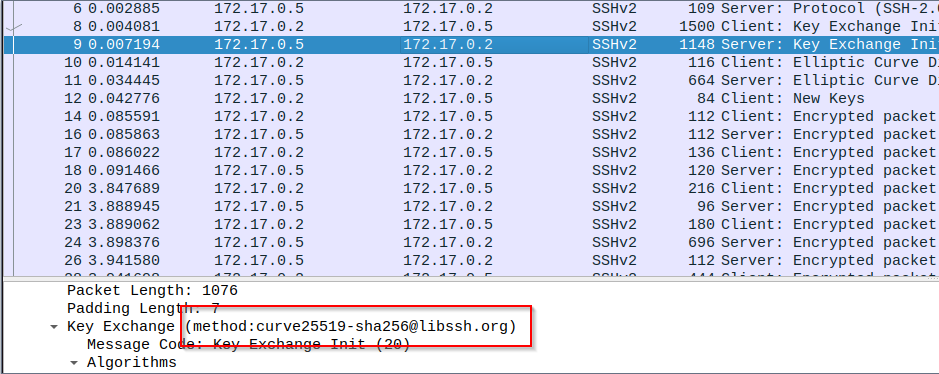 6 0.002885 172.17.0.5 172.17.0.2 SSHv2 109 Server: Protocol (SSH-2.0
8 0.004081 172.17.0.2 172.17.0.5 SSHv2 1500 Client: Key Exchange Ini
9 0.007194 172.17.0.5 172.17.0.2 SSHv2 1148 Server: Key Exchange Ini
10 0.014141 172.17.0.2 172.17.0.5 SSHv2 116 Client: Elliptic Curve Di
11 0.034445 172.17.0.5 172.17.0.2 SSHv2 664 Server: Elliptic Curve Di
12 0.042776 172.17.0.2 172.17.0.5 SSHv2 84 Client: New Keys
14 0.085591 172.17.0.2 172.17.0.5 SSHv2 112 Client: Encrypted packet
16 0.085863 172.17.0.5 172.17.0.2 SSHv2 112 Server: Encrypted packet
17 0.086022 172.17.0.2 172.17.0.5 SSHv2 136 Client: Encrypted packet
18 0.091466 172.17.0.5 172.17.0.2 SSHv2 120 Server: Encrypted packet
20 3.847689 172.17.0.2 172.17.0.5 SSHv2 216 Client: Encrypted packet
21 3.888945 172.17.0.5 172.17.0.2 SSHv2 96 Server: Encrypted packet
23 3.889062 172.17.0.2 172.17.0.5 SSHv2 180 Client: Encrypted packet
24 3.898376 172.17.0.5 172.17.0.2 SSHv2 696 Server: Encrypted packet
26 3.941580 172.17.0.5 172.17.0.2 SSHv2 112 Server: Encrypted packet
Packet Length: 1076
Padding Length: 7
Key Exchange (method:curve25519-sha256@libssh.org)
Message Code: Key Exchange Init (20)
Algorithms